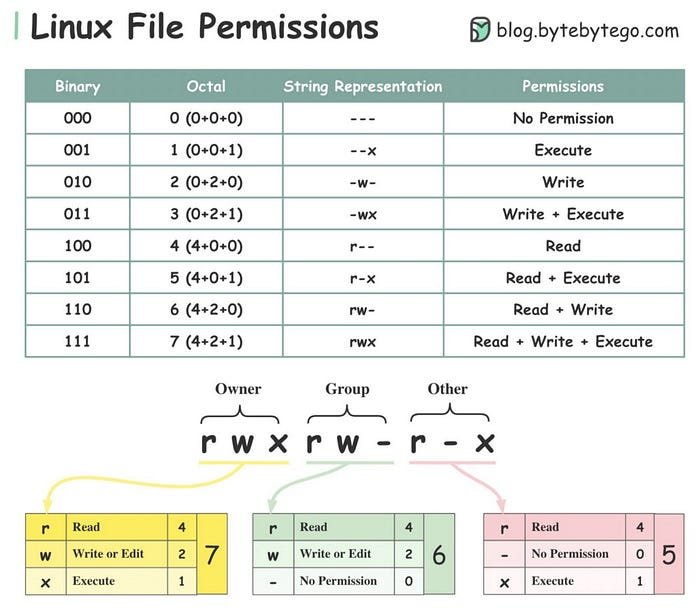 Linux File Permissions
blog.bytebytego.com
Binary Octal String Representation Permissions
000 0 (0+0+0) --- No Permission
001 1 (0+0+1) --x Execute
010 2 (0+2+0) -w- Write
011 3 (0+2+1) -wx Write + Execute
100 4 (4+0+0) r-- Read
101 5 (4+0+1) r-x Read + Execute
110 6 (4+2+0) rw- Read + Write
111 7 (4+2+1) rwx Read + Write + Execute
Owner Group Other
r w x r w - r - x
r Read 4
w Write or Edit 2
x Execute 1
7
r Read 4
w Write or Edit 2
- No Permission 0
6
r Read 4
- No Permission 0
x Execute 1
5